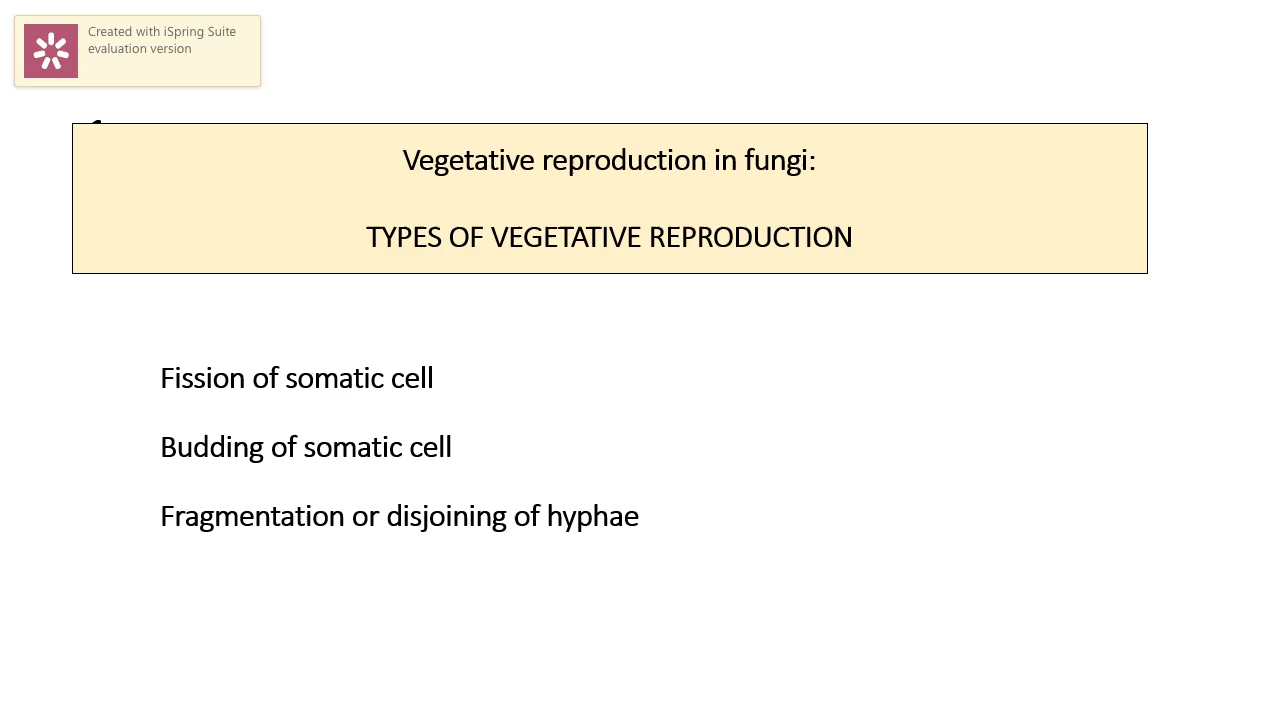 Created with iSpring Suite
evaluation version
Vegetative reproduction in fungi:
TYPES OF VEGETATIVE REPRODUCTION
Fission of somatic cell
Budding of somatic cell
Fragmentation or disjoining of hyphae